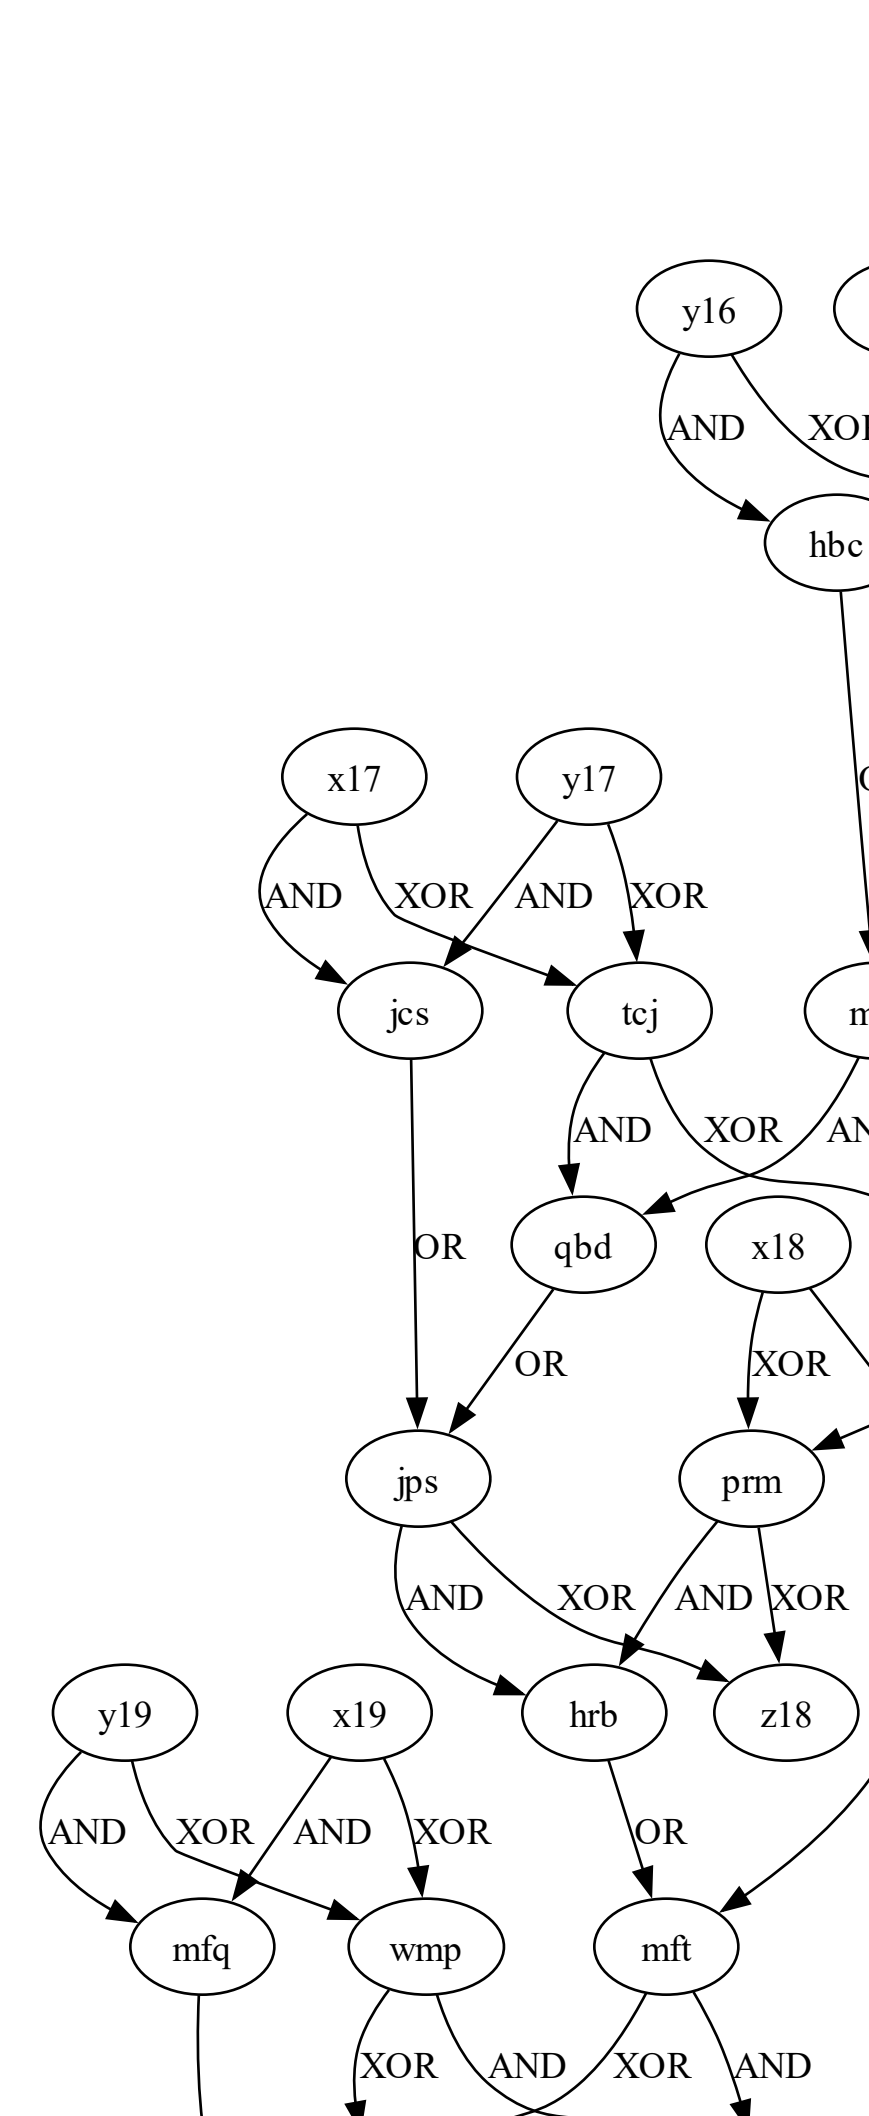 y16
AND
hbc
x17 y17
AND XOR AND XOR
jcs tcj
AND XOR
OR qbd x18
OR XOR
jps prm
AND XOR AND XOR
y19 x19 hrb z18
AND XOR AND XOR OR
mfq wmp mft
XOR AND XOR AND